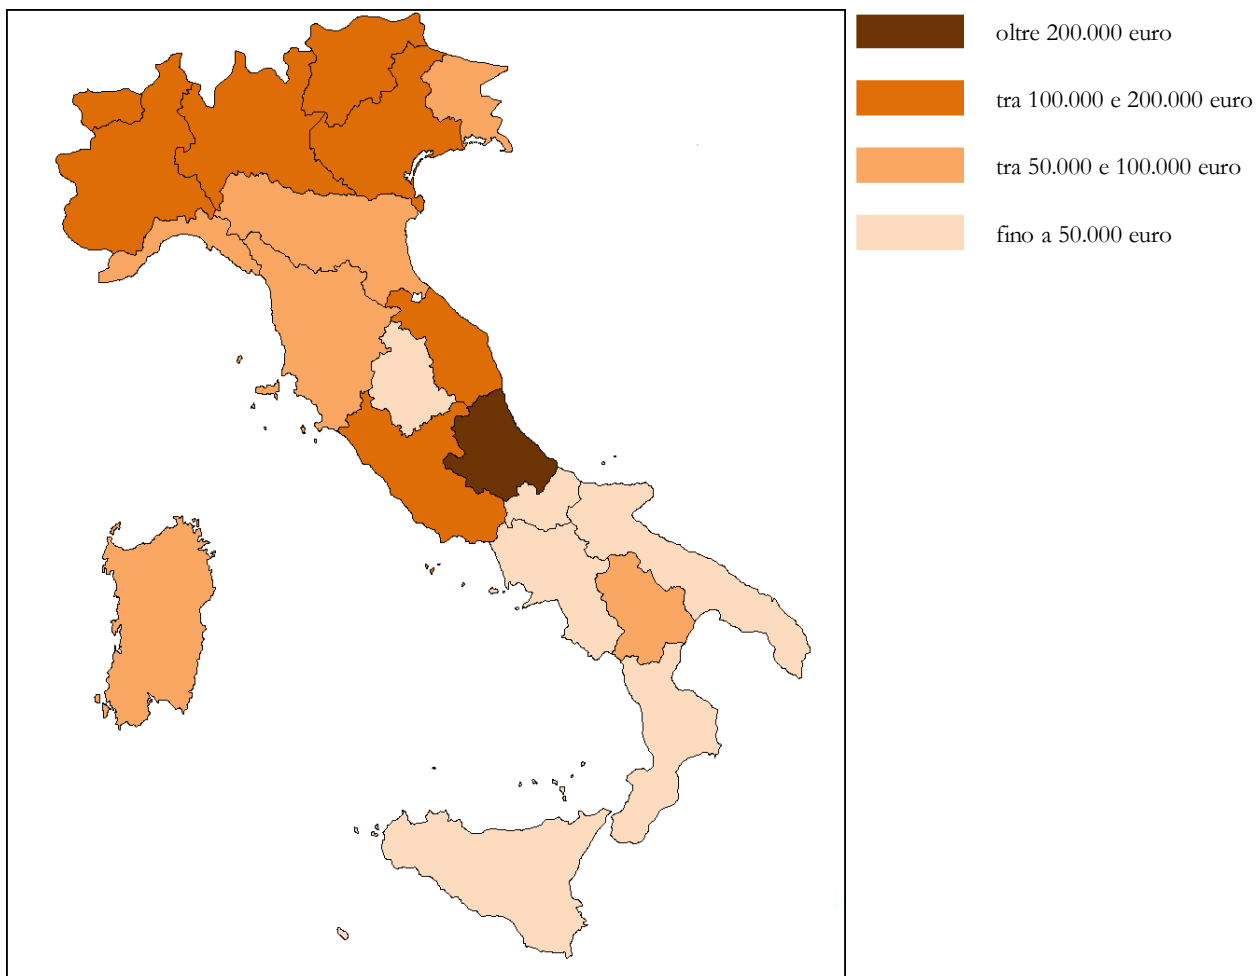 oltre 200.000 euro
tra 100.000 e 200.000 euro
tra 50.000 e 100.000 euro
fino a 50.000 euro